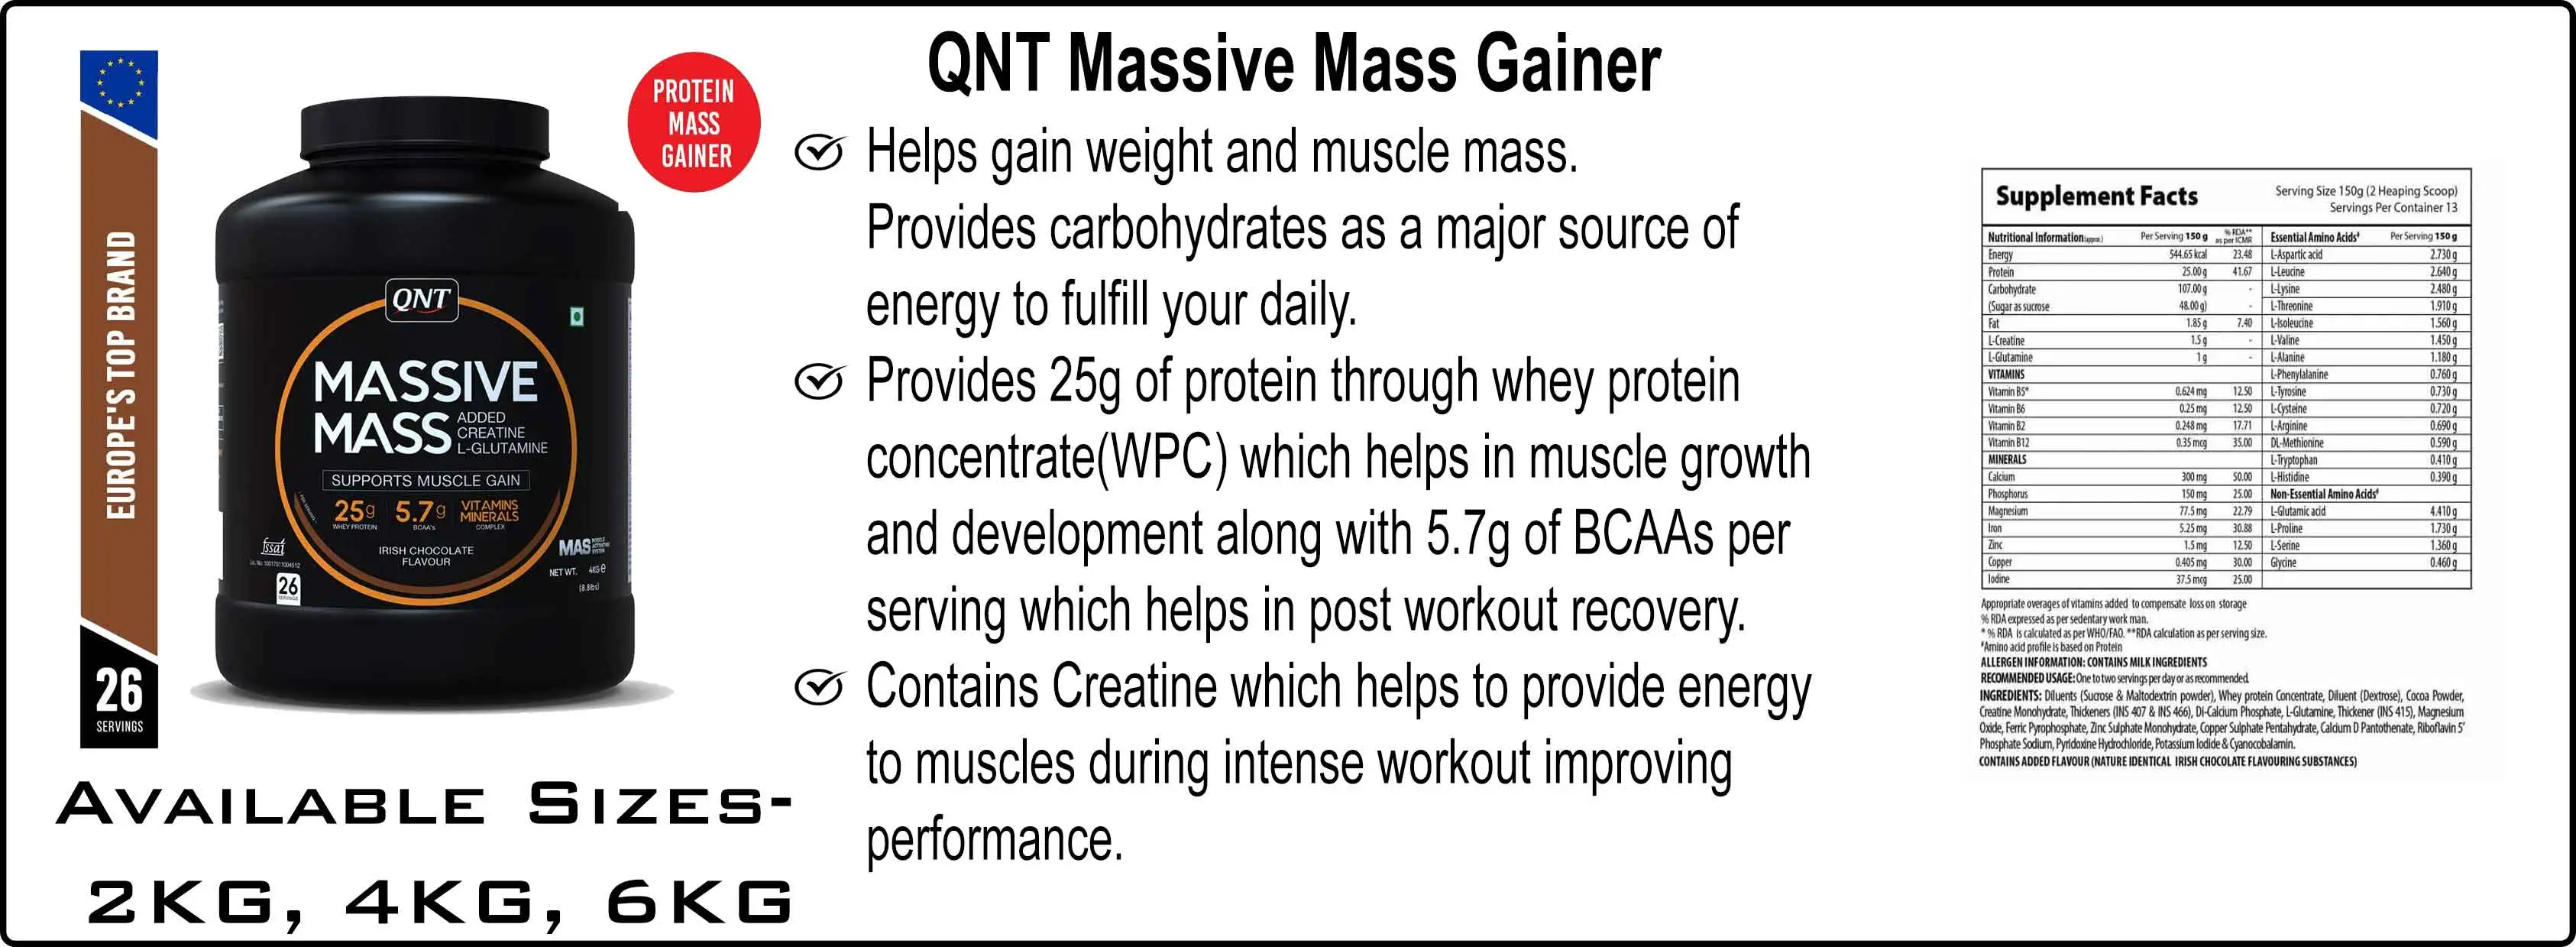 EUROPE'S TOP BRAND
26
SERVINGS
PROTEIN
MASS
GAINER
QNT
MASSIVE
MASS
ADDED
CREATINE
L-GLUTAMINE
SUPPORTS MUSCLE GAIN
25g
WHEY PROTEIN
5.7g
BCAA's
VITAMINS
MINERALS
COMPLEX
IRISH CHOCOLATE
FLAVOUR
fssai
26
SERVINGS
MAS
NET WT. 4KG e
(8.8lbs)
AVAILABLE SIZES-
2KG, 4KG, 6KG
QNT Massive Mass Gainer
Helps gain weight and muscle mass.
Provides carbohydrates as a major source of
energy to fulfill your daily.
Provides 25g of protein through whey protein
concentrate(WPC) which helps in muscle growth
and development along with 5.7g of BCAAs per
serving which helps in post workout recovery.
Contains Creatine which helps to provide energy
to muscles during intense workout improving
performance.
Supplement Facts
Serving Size 150g (2 Heaping Scoop)
Servings Per Container 13
Nutritional Information (approx.) Per Serving 150 g % RDA** as per ICMR
Energy 544.65 kcal 23.48
Protein 25.00 g 41.67
Carbohydrate 107.00 g -
(Sugar as sucrose 48.00 g) -
Fat 1.85 g 7.40
L-Creatine 1.5 g -
L-Glutamine 1 g -
VITAMINS
Vitamin B5* 0.624 mg 12.50
Vitamin B6 0.25 mg 12.50
Vitamin B2 0.248 mg 17.71
Vitamin B12 0.35 mcg 35.00
MINERALS
Calcium 300 mg 50.00
Phosphorus 150 mg 25.00
Magnesium 77.5 mg 22.79
Iron 5.25 mg 30.88
Zinc 1.5 mg 12.50
Copper 0.405 mg 30.00
Iodine 37.5 mcg 25.00
Essential Amino Acids# Per Serving 150 g
L-Aspartic acid 2.730 g
L-Leucine 2.640 g
L-Lysine 2.480 g
L-Threonine 1.910 g
L-Isoleucine 1.560 g
L-Valine 1.450 g
L-Alanine 1.180 g
L-Phenylalanine 0.760 g
L-Tyrosine 0.730 g
L-Cysteine 0.720 g
L-Arginine 0.690 g
DL-Methionine 0.590 g
L-Tryptophan 0.410 g
L-Histidine 0.390 g
Non-Essential Amino Acids#
L-Glutamic acid 4.410 g
L-Proline 1.730 g
L-Serine 1.360 g
Glycine 0.460 g
Appropriate overages of vitamins added to compensate loss on storage
% RDA expressed as per sedentary work man.
* % RDA is calculated as per WHO/FAO. **RDA calculation as per serving size.
#Amino acid profile is based on Protein
ALLERGEN INFORMATION: CONTAINS MILK INGREDIENTS
RECOMMENDED USAGE: One to two servings per day or as recommended.
INGREDIENTS: Diluents (Sucrose & Maltodextrin powder), Whey protein Concentrate, Diluent (Dextrose), Cocoa Powder,
Creatine Monohydrate, Thickeners (INS 407 & INS 466), Di-Calcium Phosphate, L-Glutamine, Thickener (INS 415), Magnesium
Oxide, Ferric Pyrophosphate, Zinc Sulphate Monohydrate, Copper Sulphate Pentahydrate, Calcium D Pantothenate, Riboflavin 5'
Phosphate Sodium, Pyridoxine Hydrochloride, Potassium Iodide & Cyanocobalamin.
CONTAINS ADDED FLAVOUR (NATURE IDENTICAL IRISH CHOCOLATE FLAVOURING SUBSTANCES)